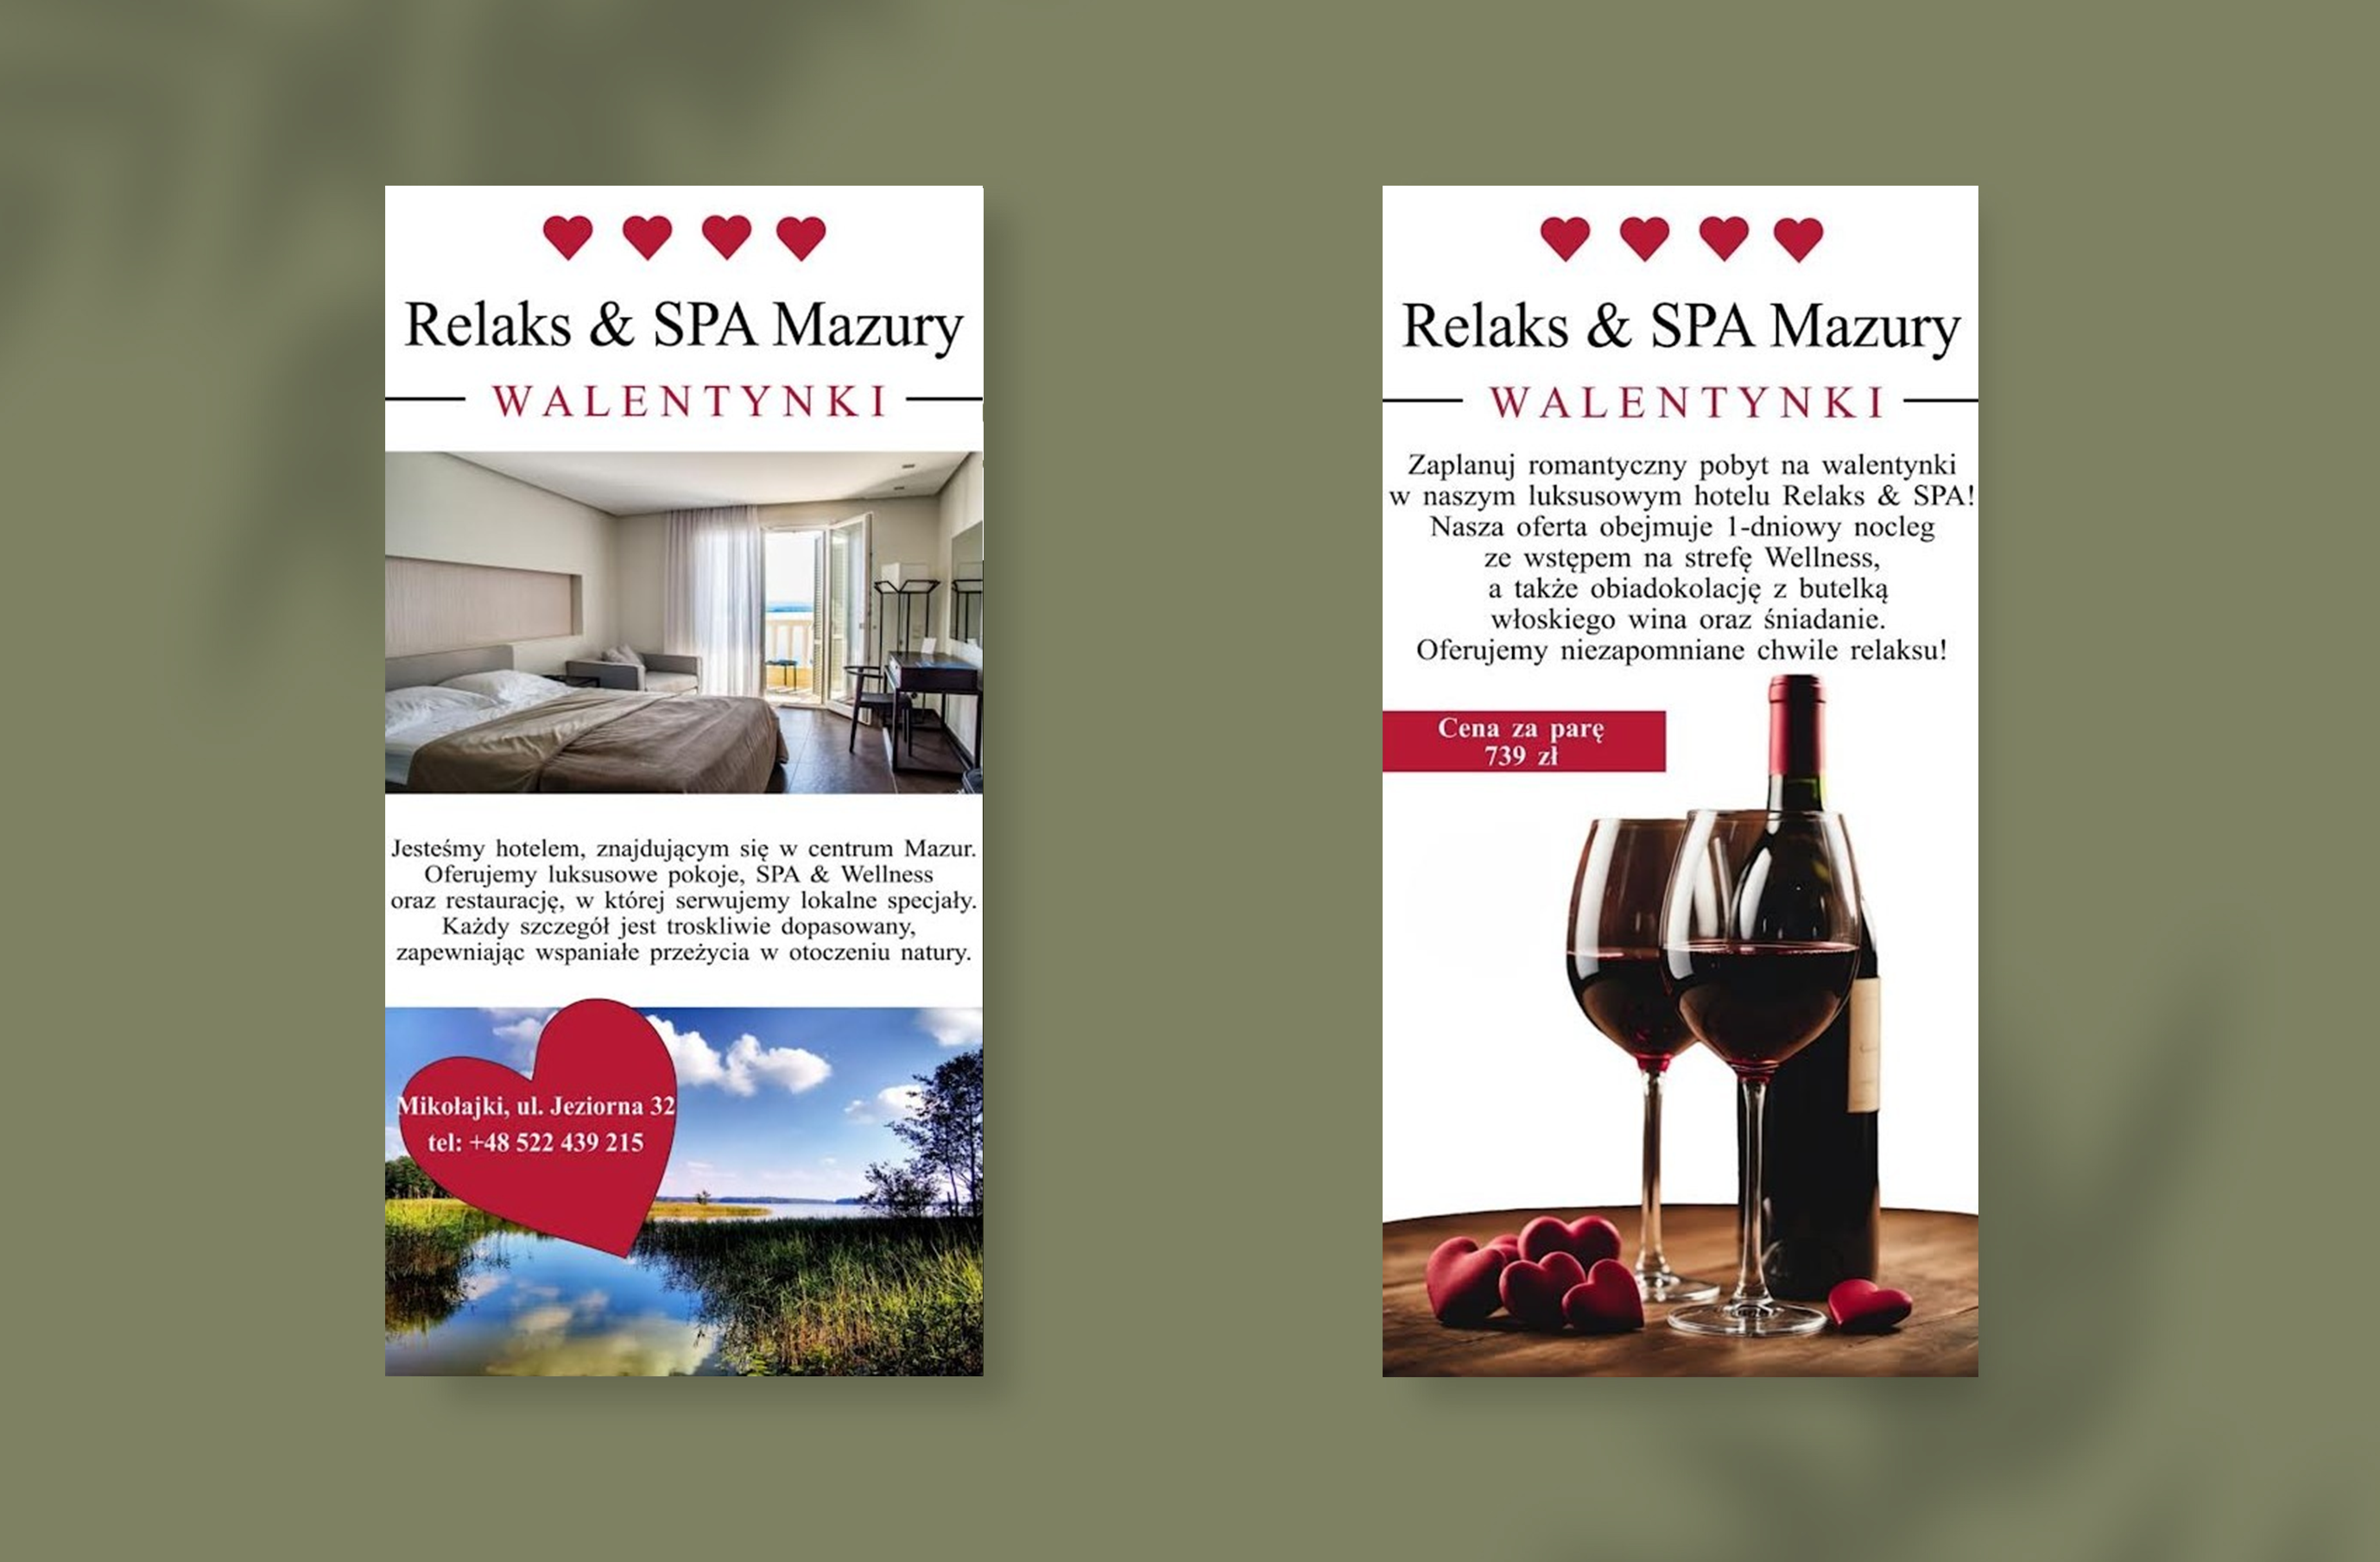 Relaks & SPA Mazury
WALENTYNKI
Jesteśmy hotelem, znajdującym się w centrum Mazur.
Oferujemy luksusowe pokoje, SPA & Wellness
oraz restaurację, w której serwujemy lokalne specjały.
Każdy szczegół jest troskliwie dopasowany,
zapewniając wspaniałe przeżycia w otoczeniu natury.
Mikołajki, ul. Jeziorna 32
tel: +48 522 439 215
Relaks & SPA Mazury
WALENTYNKI
Zaplanuj romantyczny pobyt na walentynki
w naszym luksusowym hotelu Relaks & SPA!
Nasza oferta obejmuje 1-dniowy nocleg
ze wstępem na strefę Wellness,
a także obiadokolację z butelką
włoskiego wina oraz śniadanie.
Oferujemy niezapomniane chwile relaksu!
Cena za parę
739 zł